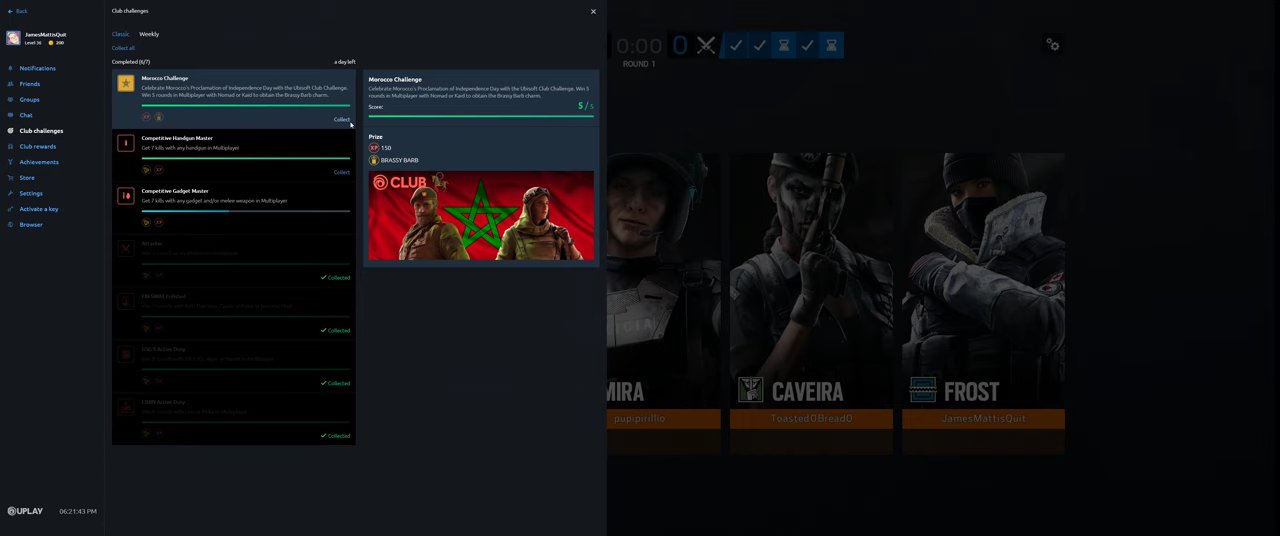 Back
JamesMattisQuit
Level 36 200
Notifications
Friends
Groups
Chat
Club challenges
Club rewards
Achievements
Store
Settings
Activate a key
Browser
UPLAY 06:21:43 PM
Club challenges
Classic Weekly
Collect all
Completed (6/7) a day left
Morocco Challenge
Celebrate Morocco's Proclamation of Independence Day with the Ubisoft Club Challenge.
Win 5 rounds in Multiplayer with Nomad or Kaid to obtain the Brassy Barb charm.
XP
Collect
Competitive Handgun Master
Get 7 kills with any handgun in Multiplayer
XP
Collect
Competitive Gadget Master
Get 7 kills with any gadget and/or melee weapon in Multiplayer
XP
Collected
Collected
Collected
Collected
Morocco Challenge
Celebrate Morocco's Proclamation of Independence Day with the Ubisoft Club Challenge. Win 5
rounds in Multiplayer with Nomad or Kaid to obtain the Brassy Barb charm.
Score: 5 / 5
Prize
XP 150
BRASSY BARB
CLUB
0:00 0
ROUND 1
MIRA
pupipirillio
CAVEIRA
Toasted0Bread0
FROST
JamesMattisQuit